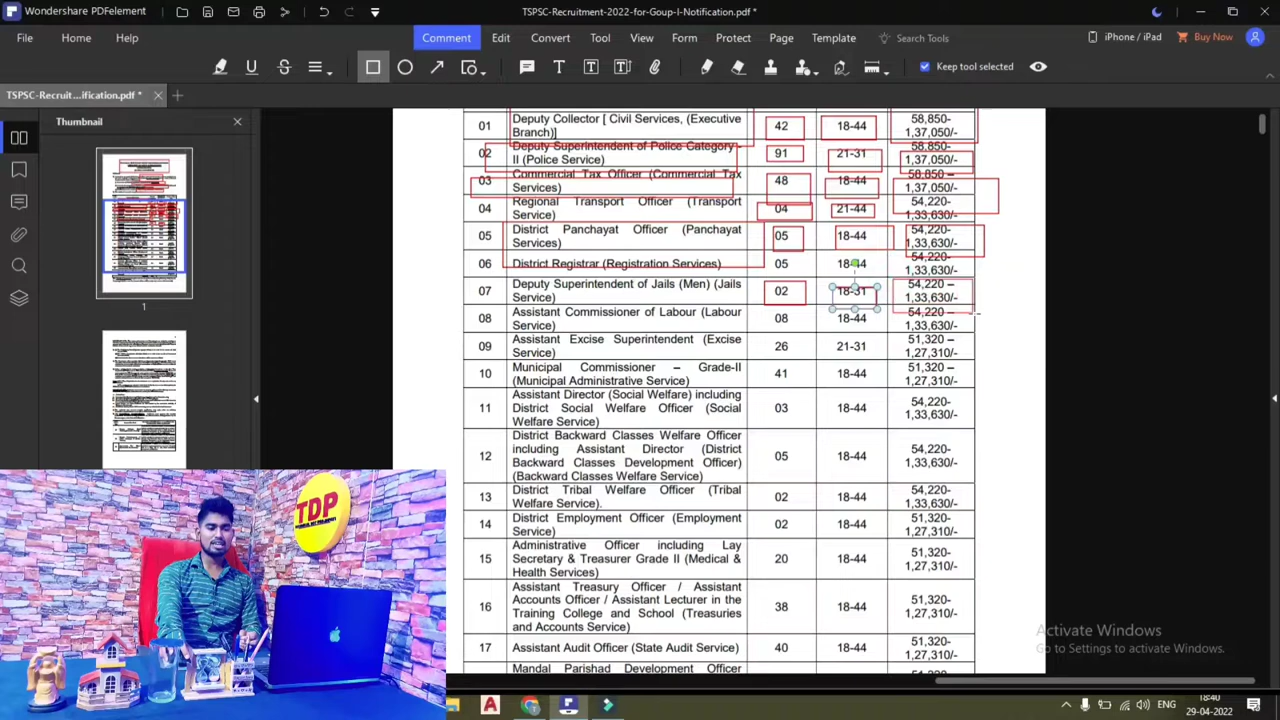 Wondershare PDFelement
TSPSC-Recruitment-2022-for-Goup-I-Notification.pdf *
File Home Help Comment Edit Convert Tool View Form Protect Page Template Search Tools iPhone / iPad Buy Now
Keep tool selected
TSPSC-Recruit...ification.pdf *
Thumbnail
1
01 Deputy Collector [ Civil Services, (Executive Branch)] 42 18-44 58,850- 1,37,050/-
02 Deputy Superintendent of Police Category - II (Police Service) 91 21-31 58,850- 1,37,050/-
03 Commercial Tax Officer (Commercial Tax Services) 48 18-44 58,850 – 1,37,050/-
04 Regional Transport Officer (Transport Service) 04 21-44 54,220- 1,33,630/-
05 District Panchayat Officer (Panchayat Services) 05 18-44 54,220- 1,33,630/-
06 District Registrar (Registration Services) 05 18-44 54,220- 1,33,630/-
07 Deputy Superintendent of Jails (Men) (Jails Service) 02 18-31 54,220 – 1,33,630/-
08 Assistant Commissioner of Labour (Labour Service) 08 18-44 54,220 – 1,33,630/-
09 Assistant Excise Superintendent (Excise Service) 26 21-31 51,320 – 1,27,310/-
10 Municipal Commissioner – Grade-II (Municipal Administrative Service) 41 18-44 51,320 – 1,27,310/-
11 Assistant Director (Social Welfare) including District Social Welfare Officer (Social Welfare Service) 03 18-44 54,220- 1,33,630/-
12 District Backward Classes Welfare Officer including Assistant Director (District Backward Classes Development Officer) (Backward Classes Welfare Service) 05 18-44 54,220- 1,33,630/-
13 District Tribal Welfare Officer (Tribal Welfare Service). 02 18-44 54,220- 1,33,630/-
14 District Employment Officer (Employment Service) 02 18-44 51,320- 1,27,310/-
15 Administrative Officer including Lay Secretary & Treasurer Grade II (Medical & Health Services) 20 18-44 51,320- 1,27,310/-
16 Assistant Treasury Officer / Assistant Accounts Officer / Assistant Lecturer in the Training College and School (Treasuries and Accounts Service) 38 18-44 51,320- 1,27,310/-
17 Assistant Audit Officer (State Audit Service) 40 18-44 51,320- 1,27,310/-
Mandal Parishad Development Officer
TDP
Activate Windows
Go to Settings to activate Windows.
ENG
18:40
29-04-2022